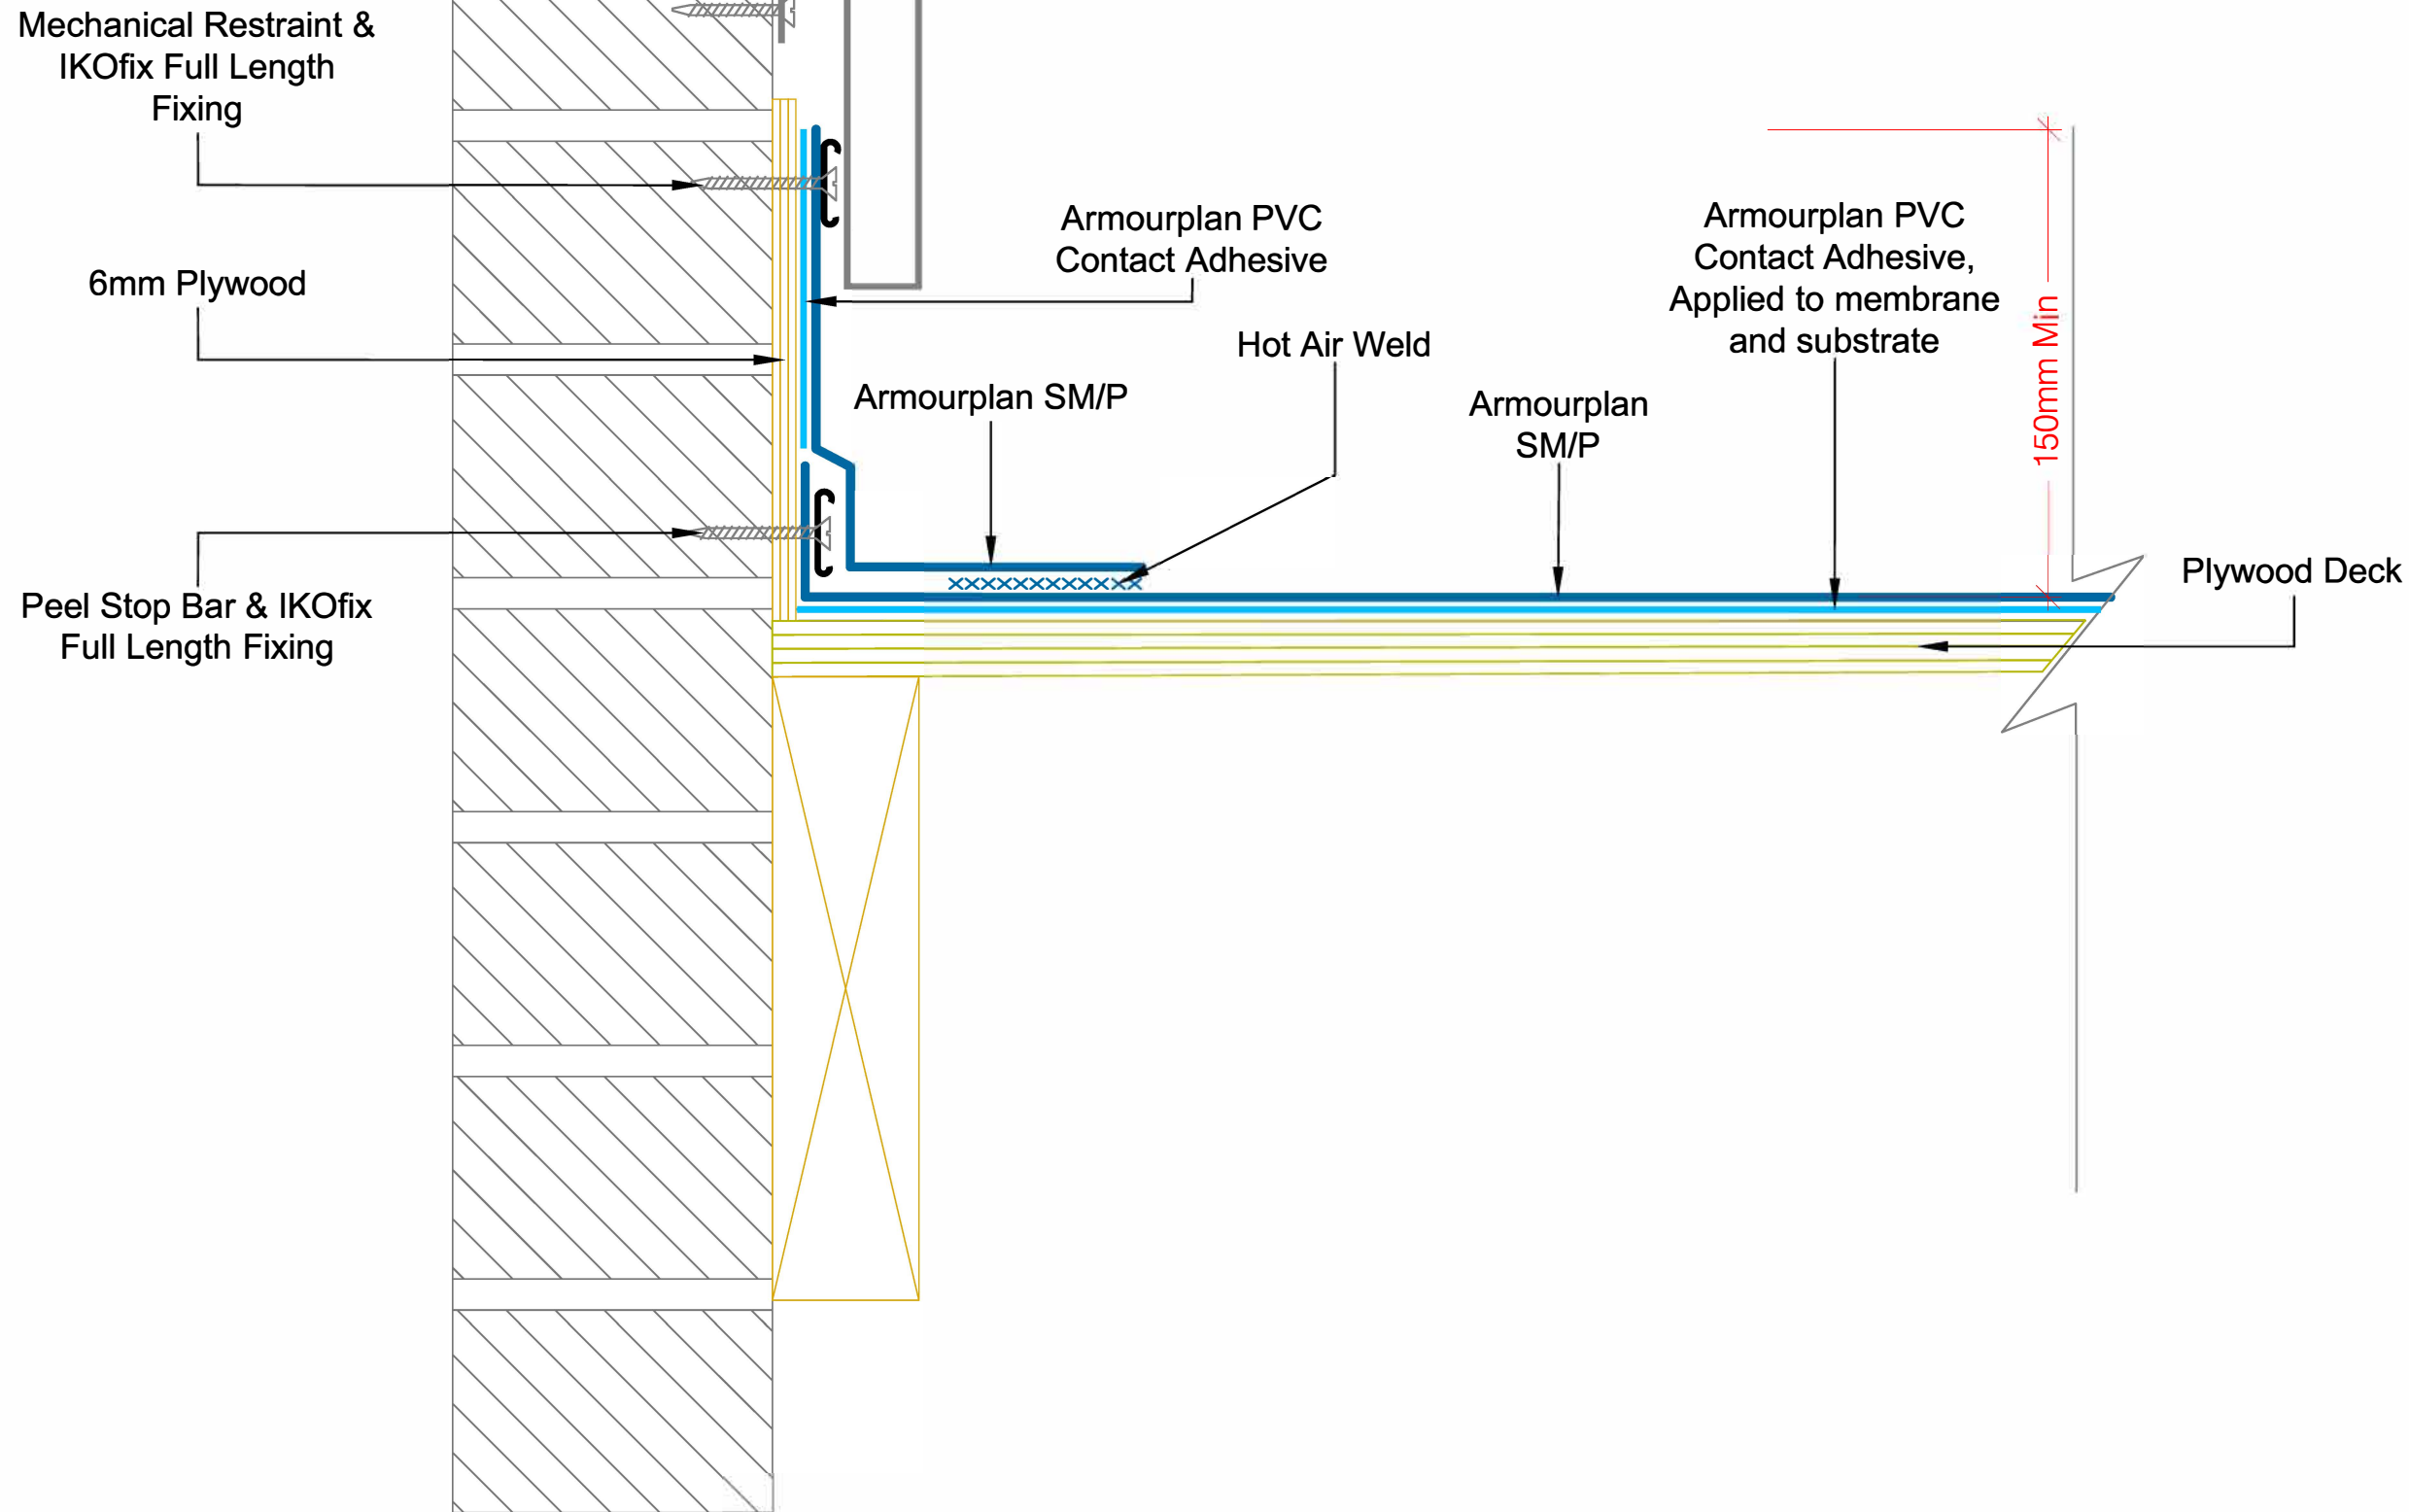 Mechanical Restraint &
IKOfix Full Length
Fixing
6mm Plywood
Peel Stop Bar & IKOfix
Full Length Fixing
Armourplan PVC
Contact Adhesive
Hot Air Weld
Armourplan SM/P
Armourplan
SM/P
Armourplan PVC
Contact Adhesive,
Applied to membrane
and substrate
150mm Min
Plywood Deck